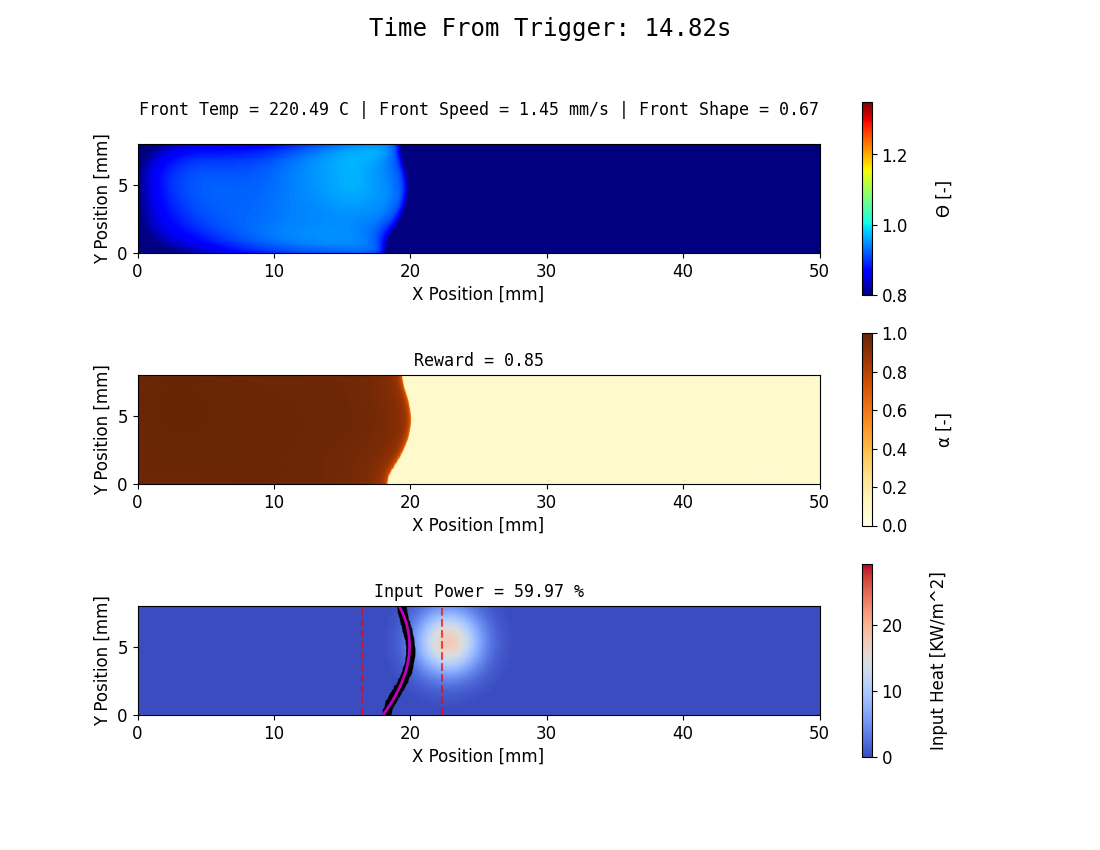 Time From Trigger: 14.82s
Front Temp = 220.49 C | Front Speed = 1.45 mm/s | Front Shape = 0.67
Y Position [mm]
5
0
0 10 20 30 40 50
X Position [mm]
1.2
1.0
0.8
Θ [-]
Reward = 0.85
Y Position [mm]
5
0
0 10 20 30 40 50
X Position [mm]
1.0
0.8
0.6
0.4
0.2
0.0
α [-]
Input Power = 59.97 %
Y Position [mm]
5
0
0 10 20 30 40 50
X Position [mm]
20
10
0
Input Heat [KW/m^2]